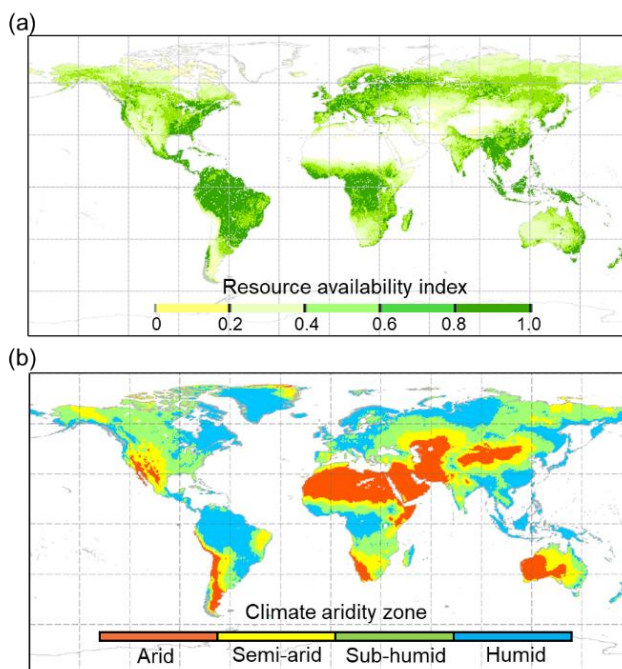 (a)
Resource availability index
0 0.2 0.4 0.6 0.8 1.0
(b)
Climate aridity zone
Arid Semi-arid Sub-humid Humid